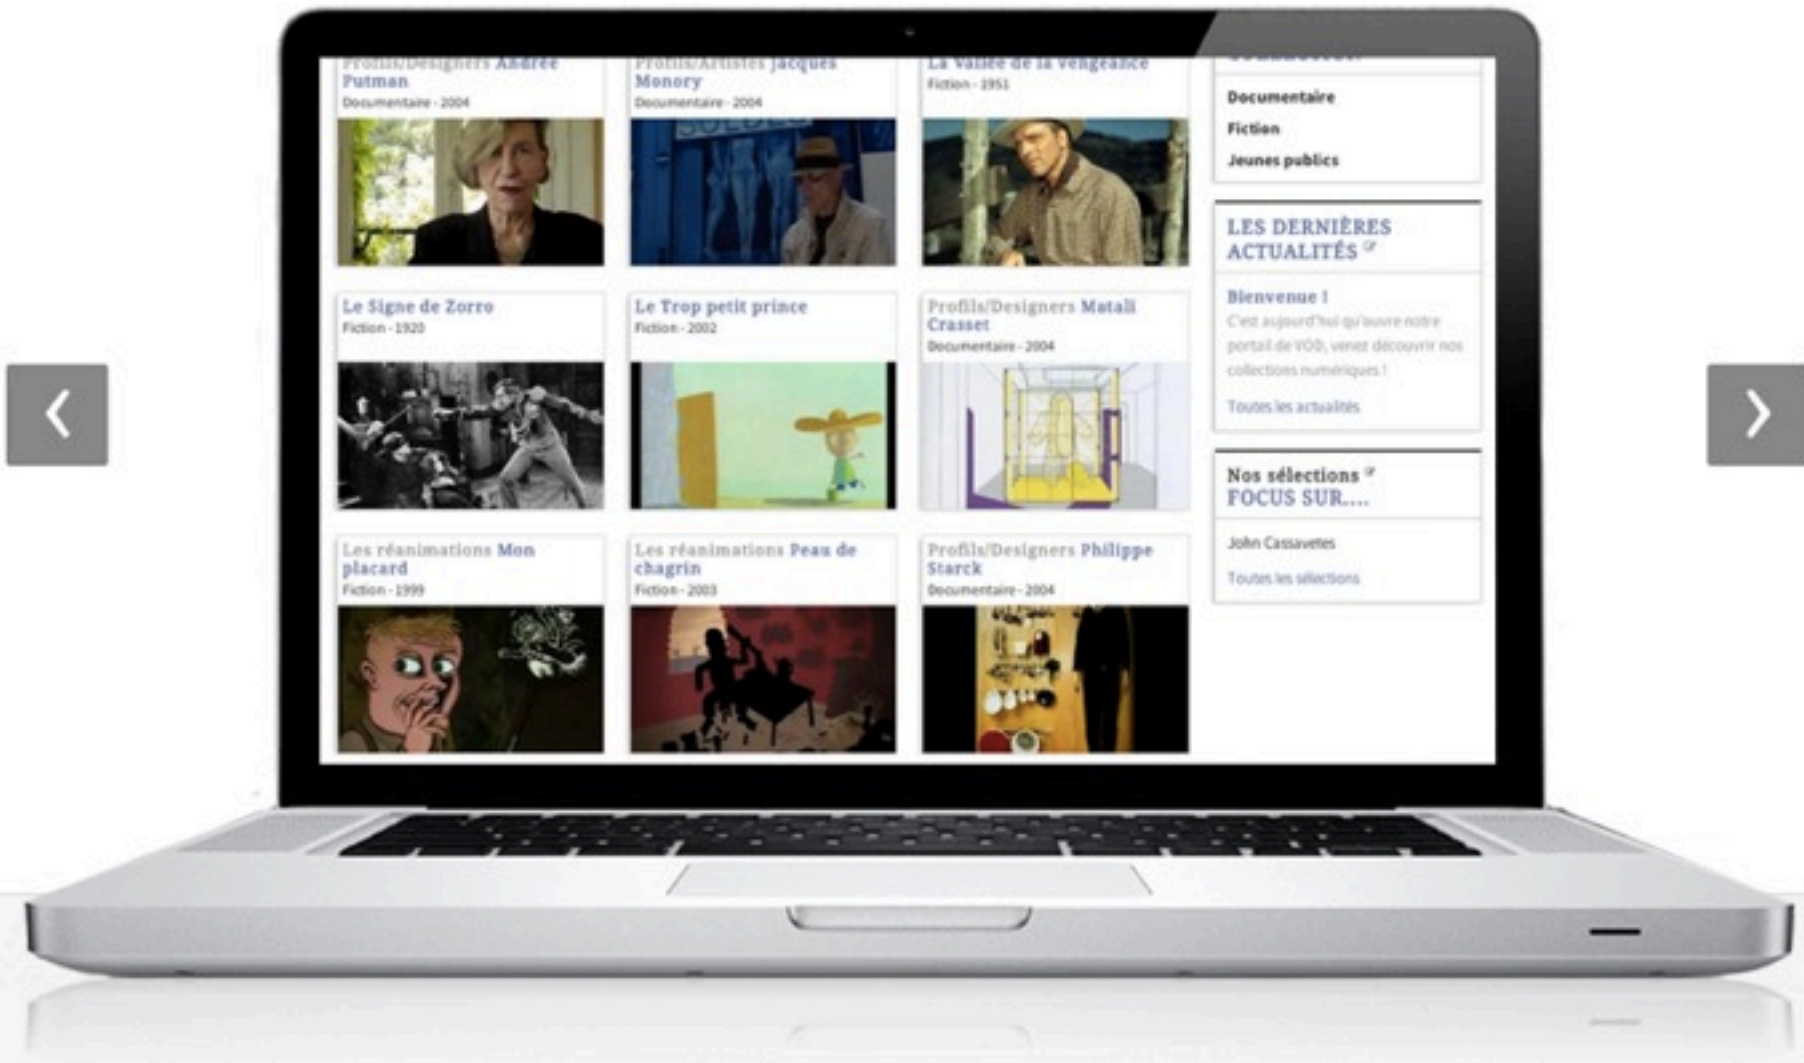 Profils/Designers Andrée
Putman
Documentaire - 2004
Profils/Artistes Jacques
Monory
Documentaire - 2004
La Vallée de la vengeance
Fiction - 1951
SOLDES
Le Signe de Zorro
Fiction - 1920
Le Trop petit prince
Fiction - 2002
Profils/Designers Matali
Crasset
Documentaire - 2004
Les réanimations Mon
placard
Fiction - 1999
Les réanimations Peau de
chagrin
Fiction - 2003
Profils/Designers Philippe
Starck
Documentaire - 2004
Documentaire
Fiction
Jeunes publics
LES DERNIÈRES
ACTUALITÉS
Bienvenue !
C'est aujourd'hui qu'ouvre notre
portail de VOD, venez découvrir nos
collections numériques !
Toutes les actualités
Nos sélections
FOCUS SUR....
John Cassavetes
Toutes les sélections